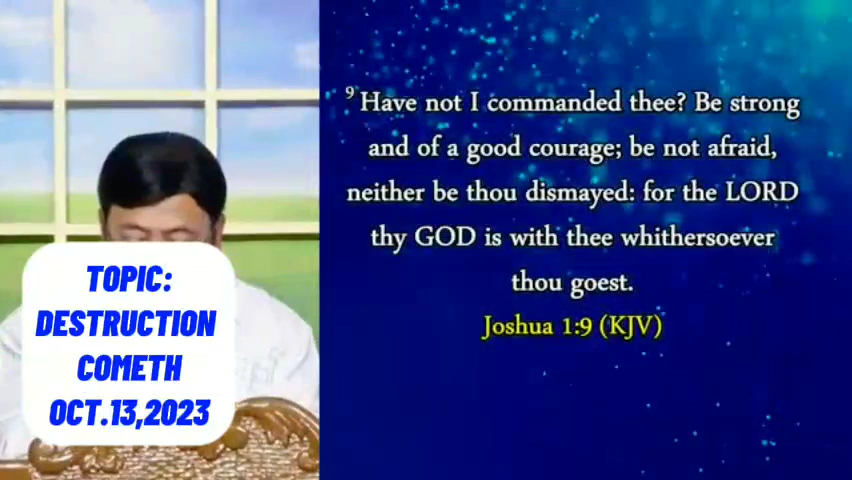 TOPIC:
DESTRUCTION
COMETH
OCT.13,2023
9 Have not I commanded thee? Be strong
and of a good courage; be not afraid,
neither be thou dismayed: for the LORD
thy GOD is with thee whithersoever
thou goest.
Joshua 1:9 (KJV)